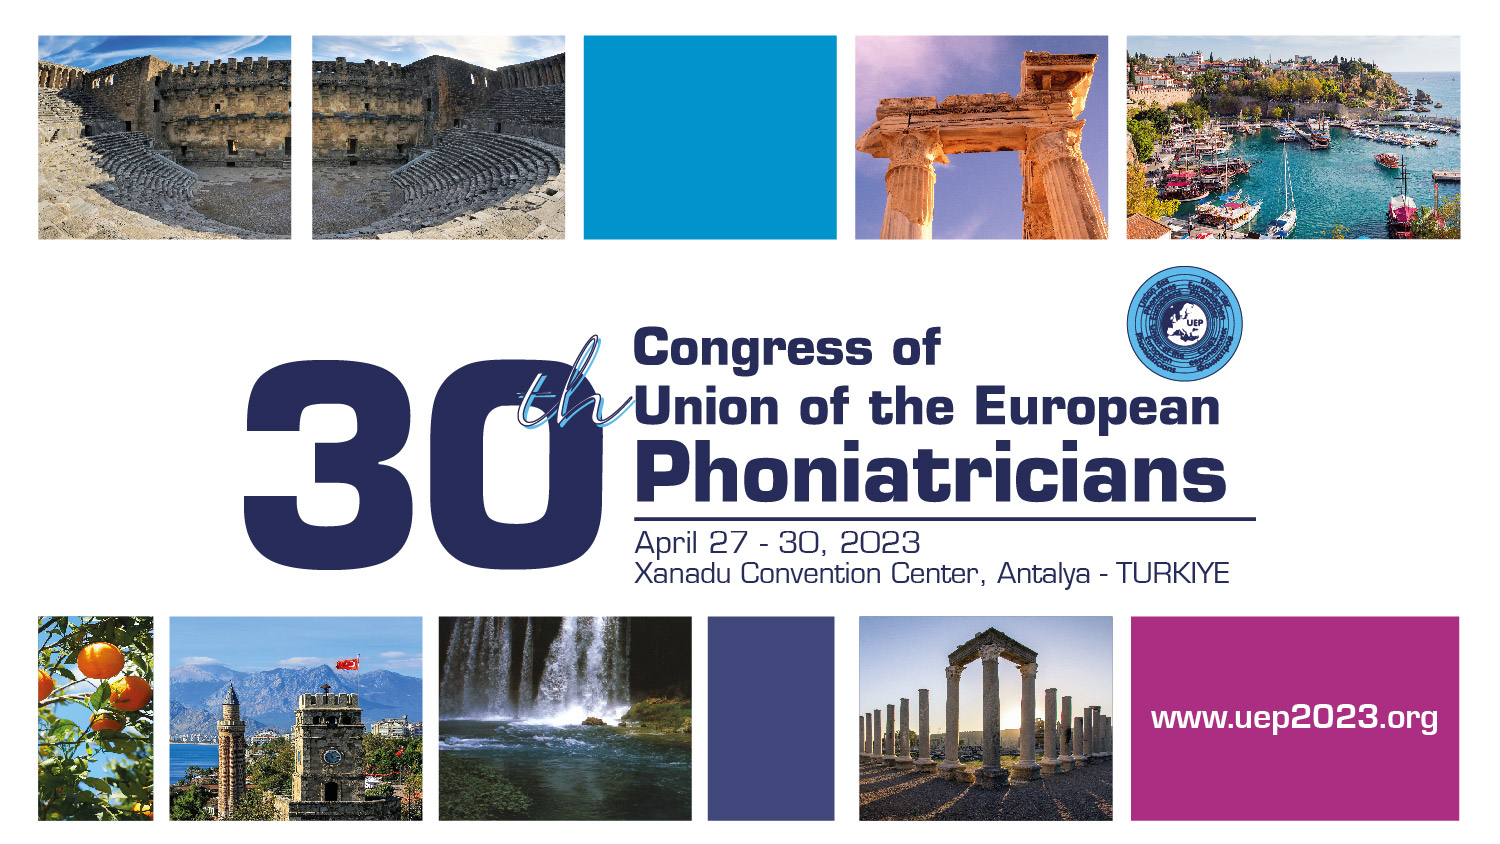 30th
Congress of
Union of the European
Phoniatricians
April 27 - 30, 2023
Xanadu Convention Center, Antalya - TURKIYE
UEP
www.uep2023.org